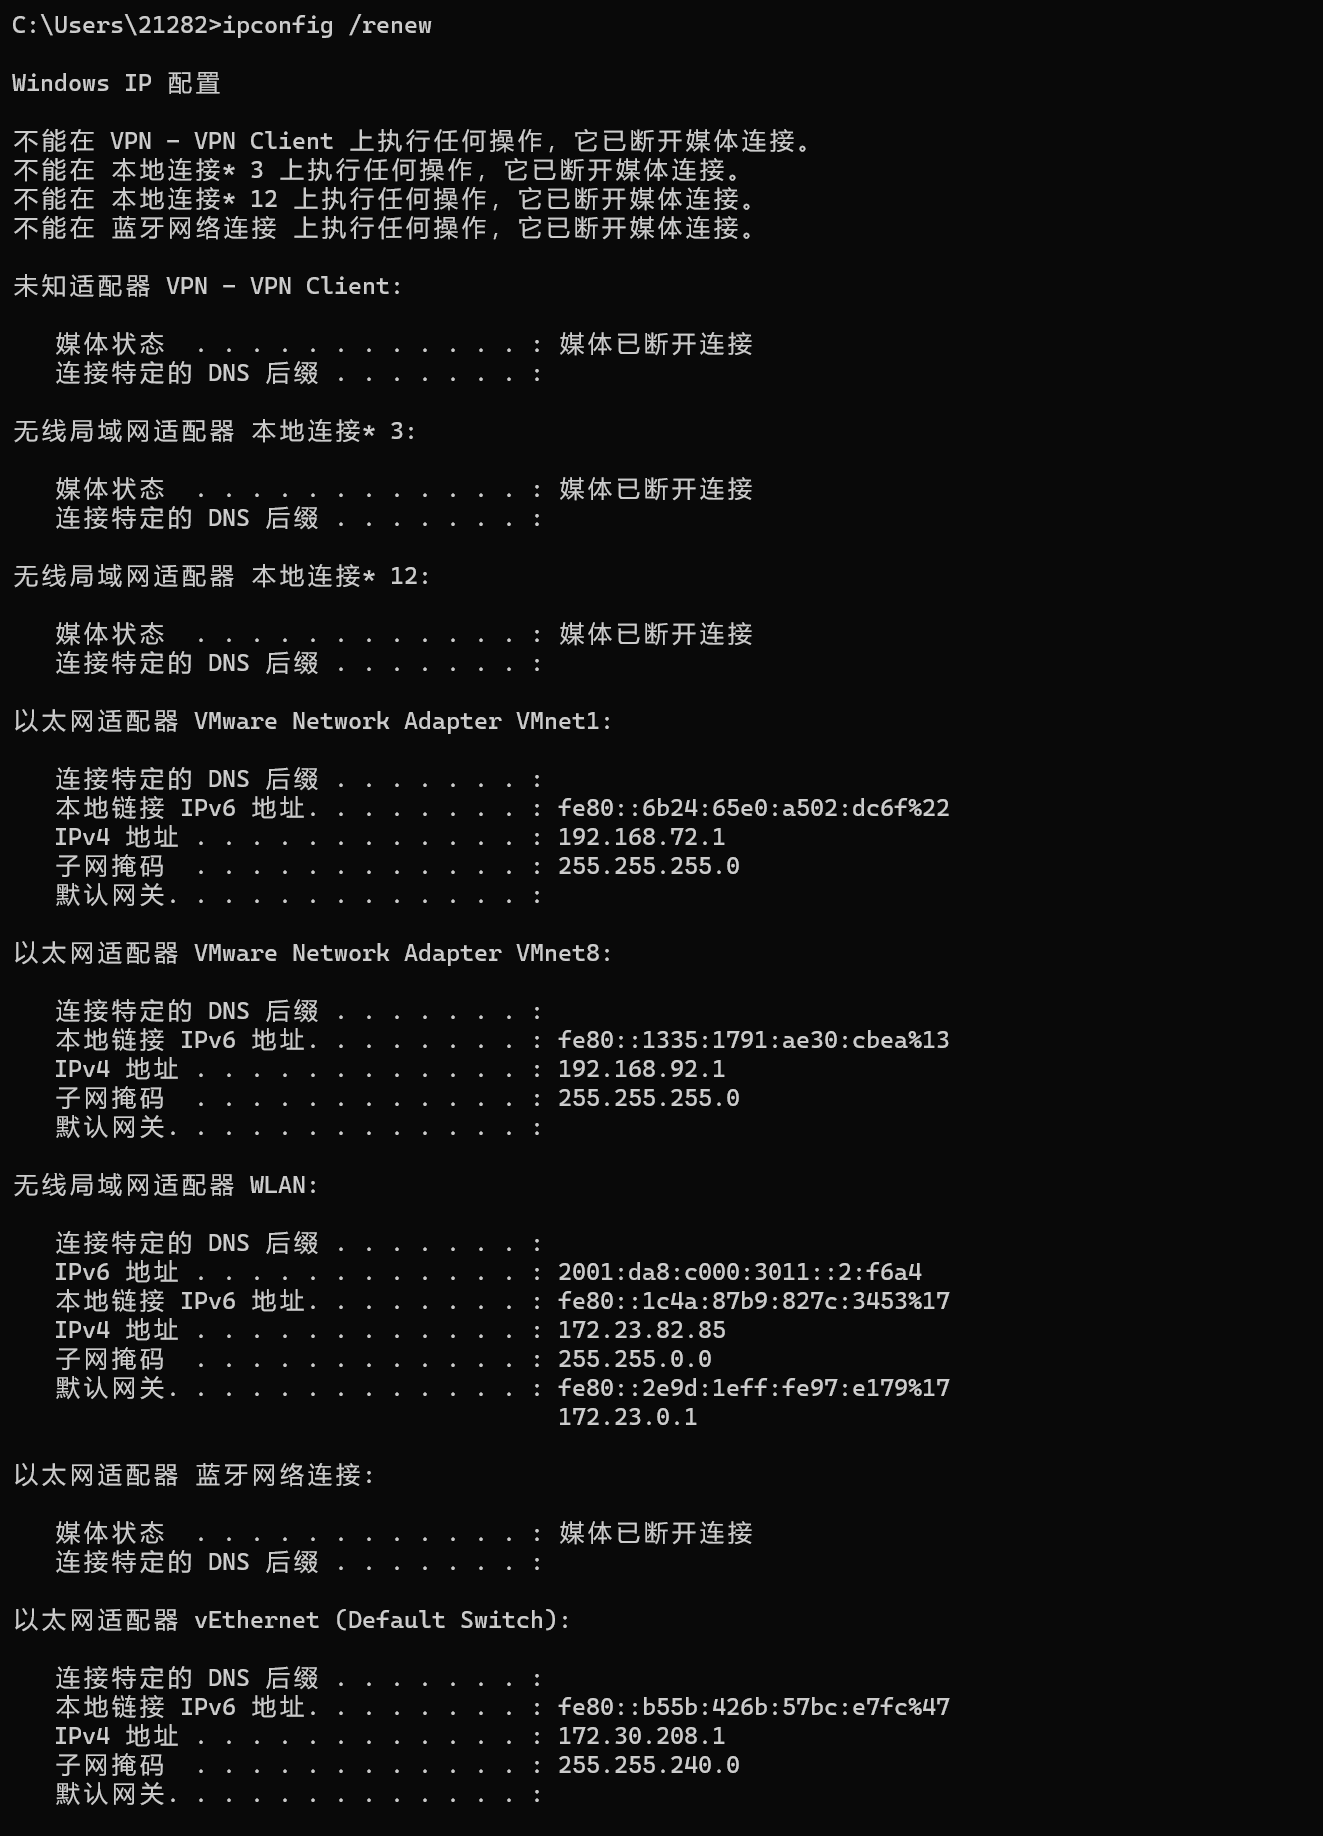 C:\Users\21282>ipconfig /renew
Windows IP 配置
不能在 VPN - VPN Client 上执行任何操作，它已断开媒体连接。
不能在 本地连接* 3 上执行任何操作，它已断开媒体连接。
不能在 本地连接* 12 上执行任何操作，它已断开媒体连接。
不能在 蓝牙网络连接 上执行任何操作，它已断开媒体连接。
未知适配器 VPN - VPN Client:
媒体状态  . . . . . . . . . . . . : 媒体已断开连接
连接特定的 DNS 后缀 . . . . . . . :
无线局域网适配器 本地连接* 3:
媒体状态  . . . . . . . . . . . . : 媒体已断开连接
连接特定的 DNS 后缀 . . . . . . . :
无线局域网适配器 本地连接* 12:
媒体状态  . . . . . . . . . . . . : 媒体已断开连接
连接特定的 DNS 后缀 . . . . . . . :
以太网适配器 VMware Network Adapter VMnet1:
连接特定的 DNS 后缀 . . . . . . . :
本地链接 IPv6 地址. . . . . . . . : fe80::6b24:65e0:a502:dc6f%22
IPv4 地址 . . . . . . . . . . . . : 192.168.72.1
子网掩码  . . . . . . . . . . . . : 255.255.255.0
默认网关. . . . . . . . . . . . . :
以太网适配器 VMware Network Adapter VMnet8:
连接特定的 DNS 后缀 . . . . . . . :
本地链接 IPv6 地址. . . . . . . . : fe80::1335:1791:ae30:cbea%13
IPv4 地址 . . . . . . . . . . . . : 192.168.92.1
子网掩码  . . . . . . . . . . . . : 255.255.255.0
默认网关. . . . . . . . . . . . . :
无线局域网适配器 WLAN:
连接特定的 DNS 后缀 . . . . . . . :
IPv6 地址 . . . . . . . . . . . . : 2001:da8:c000:3011::2:f6a4
本地链接 IPv6 地址. . . . . . . . : fe80::1c4a:87b9:827c:3453%17
IPv4 地址 . . . . . . . . . . . . : 172.23.82.85
子网掩码  . . . . . . . . . . . . : 255.255.0.0
默认网关. . . . . . . . . . . . . : fe80::2e9d:1eff:fe97:e179%17
172.23.0.1
以太网适配器 蓝牙网络连接:
媒体状态  . . . . . . . . . . . . : 媒体已断开连接
连接特定的 DNS 后缀 . . . . . . . :
以太网适配器 vEthernet (Default Switch):
连接特定的 DNS 后缀 . . . . . . . :
本地链接 IPv6 地址. . . . . . . . : fe80::b55b:426b:57bc:e7fc%47
IPv4 地址 . . . . . . . . . . . . : 172.30.208.1
子网掩码  . . . . . . . . . . . . : 255.255.240.0
默认网关. . . . . . . . . . . . . :